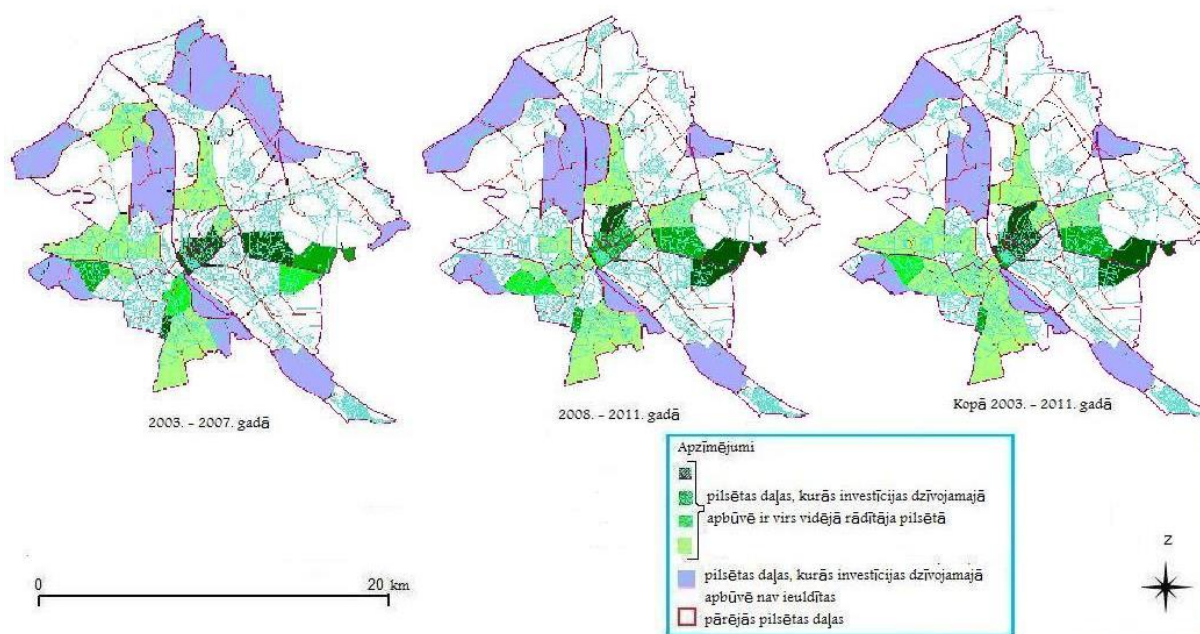 2003. - 2007. gadā
2008. - 2011. gadā
Kopā 2003. - 2011. gadā
Apzīmējumi
pilsētas daļas, kurās investīcijas dzīvojamajā
apbūvē ir virs vidējā rādītāja pilsētā
pilsētas daļas, kurās investīcijas dzīvojamajā
apbūvē nav ieuldītas
pārējās pilsētas daļas
0
20 km
z